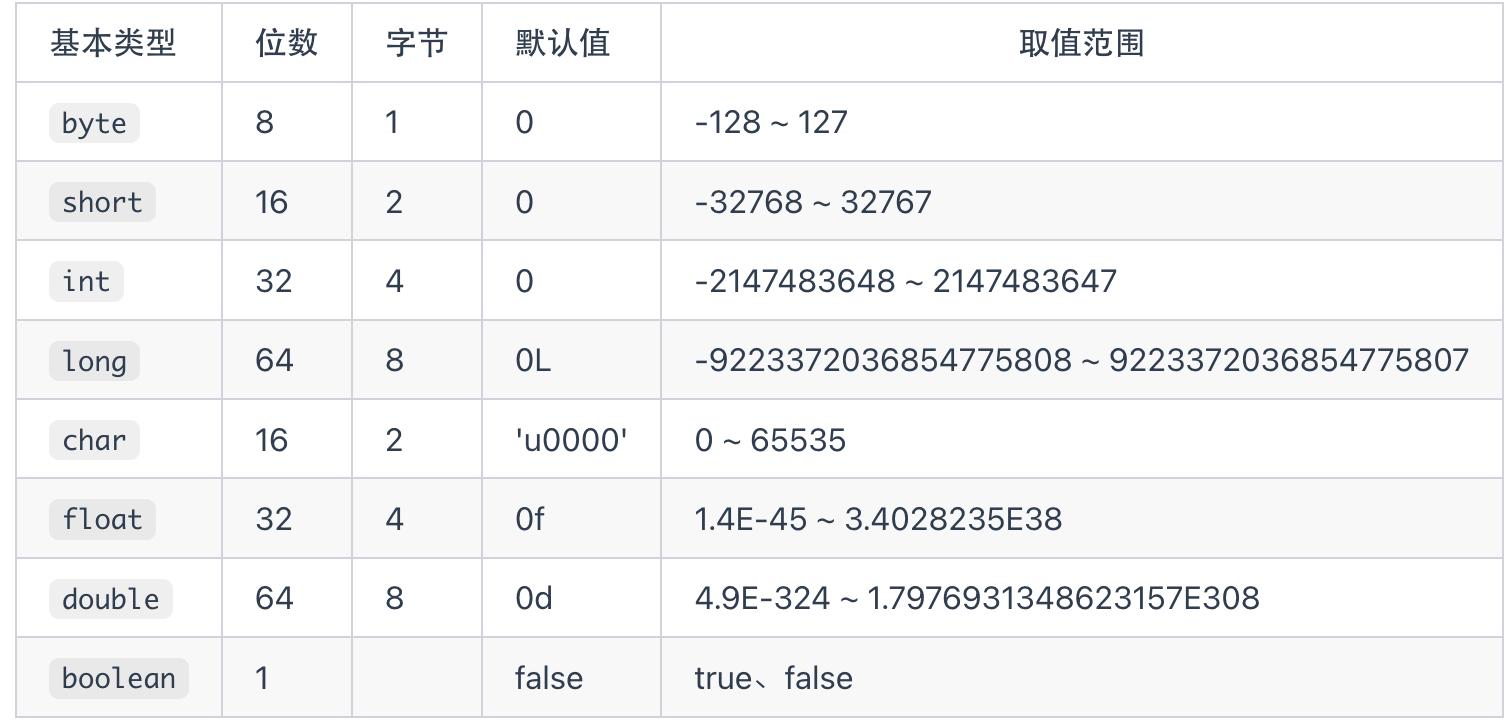 基本类型 位数 字节 默认值 取值范围
byte 8 1 0 -128 ~ 127
short 16 2 0 -32768 ~ 32767
int 32 4 0 -2147483648 ~ 2147483647
long 64 8 0L -9223372036854775808 ~ 9223372036854775807
char 16 2 'u0000' 0 ~ 65535
float 32 4 0f 1.4E-45 ~ 3.4028235E38
double 64 8 0d 4.9E-324 ~ 1.7976931348623157E308
boolean 1 false true、false